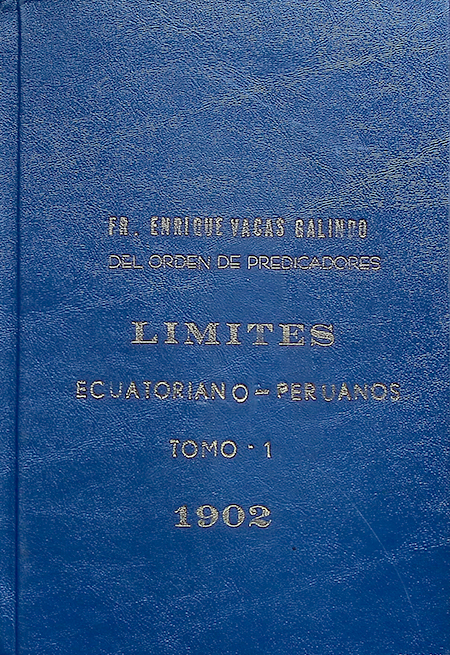 FR. ENRIQUE VACAS GALINDO
DEL ORDEN DE PREDICADORES
LIMITES
ECUATORIANO-PERUANOS
TOMO-1
1902